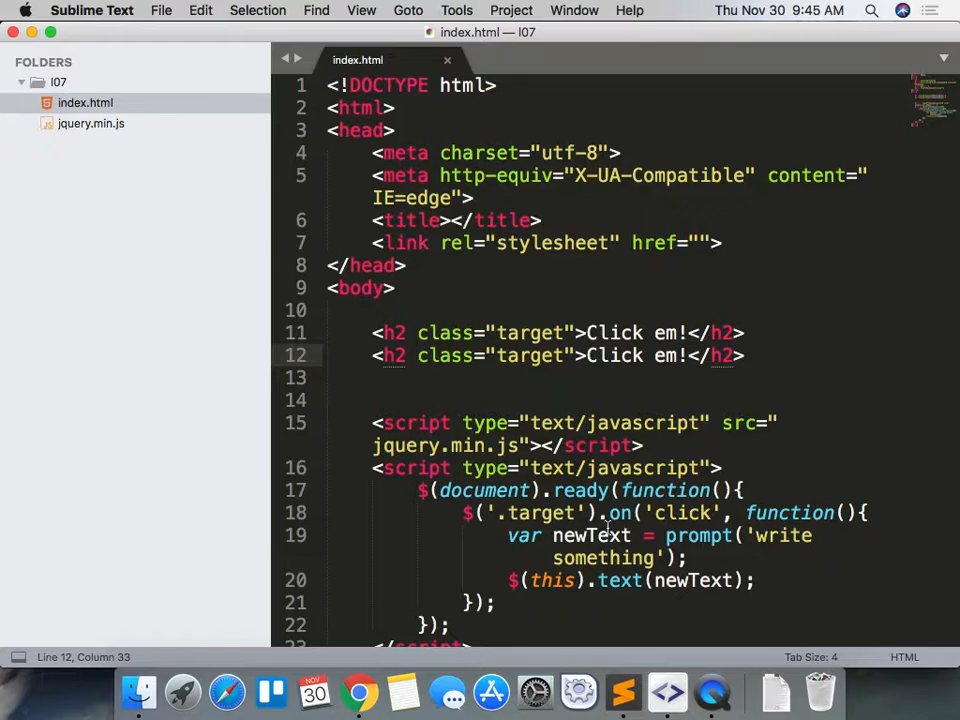 Sublime Text File Edit Selection Find View Goto Tools Project Window Help Thu Nov 30 9:45 AM
index.html — l07
FOLDERS
l07
index.html
jquery.min.js
index.html
1 <!DOCTYPE html>
2 <html>
3 <head>
4 <meta charset="utf-8">
5 <meta http-equiv="X-UA-Compatible" content="
IE=edge">
6 <title></title>
7 <link rel="stylesheet" href="">
8 </head>
9 <body>
10
11 <h2 class="target">Click em!</h2>
12 <h2 class="target">Click em!</h2>
13
14
15 <script type="text/javascript" src="
jquery.min.js"></script>
16 <script type="text/javascript">
17 $(document).ready(function(){
18 $('.target').on('click', function(){
19 var newText = prompt('write
something');
20 $(this).text(newText);
21 });
22 });
23 </script>
Line 12, Column 33
Tab Size: 4
HTML
NOV
30